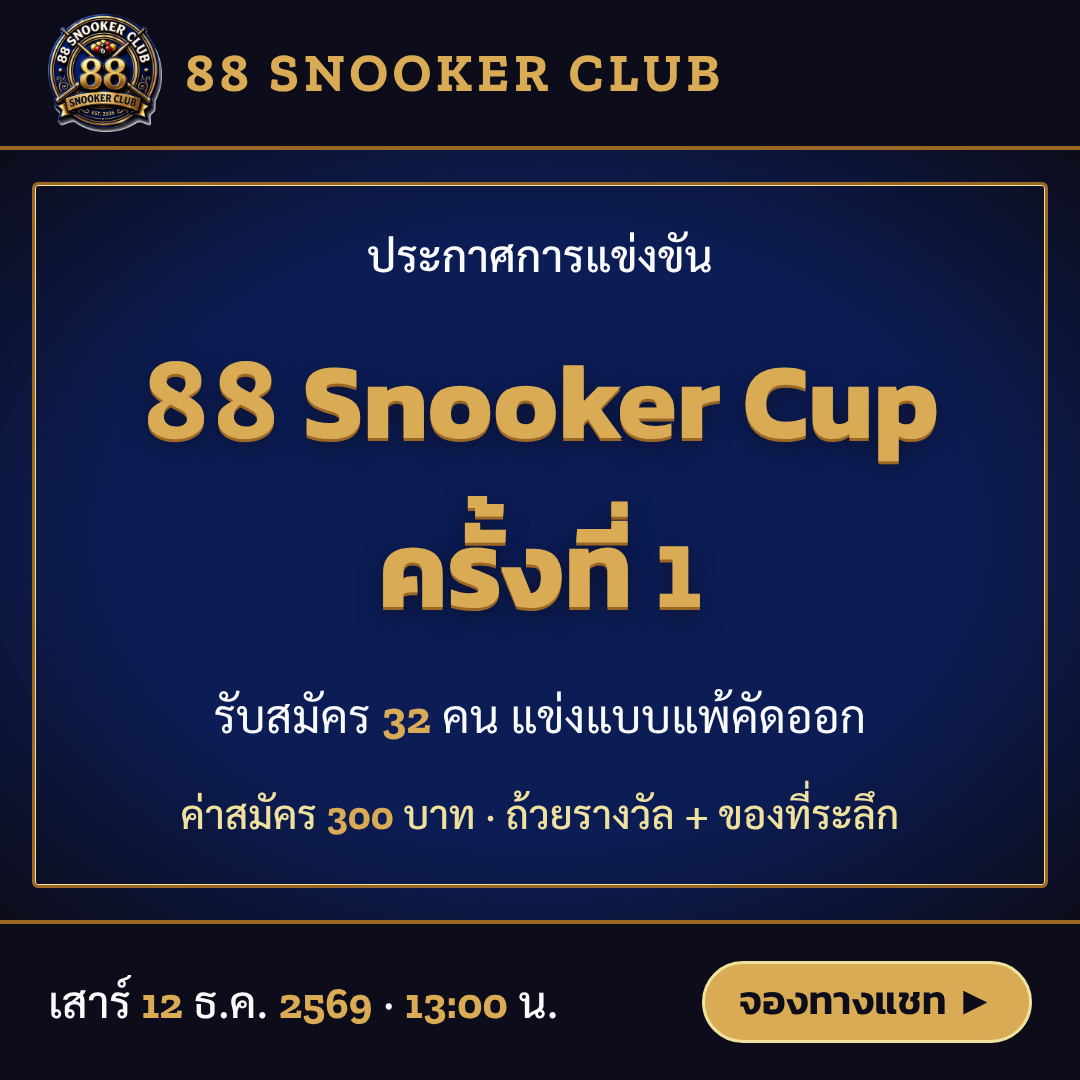 88 SNOOKER CLUB
88
SNOOKER CLUB
EST. 2026
88 SNOOKER CLUB
ประกาศการแข่งขัน
88 Snooker Cup
ครั้งที่ 1
รับสมัคร 32 คน แข่งแบบแพ้คัดออก
ค่าสมัคร 300 บาท · ถ้วยรางวัล + ของที่ระลึก
เสาร์ 12 ธ.ค. 2569 · 13:00 น.
จองทางแชท ►